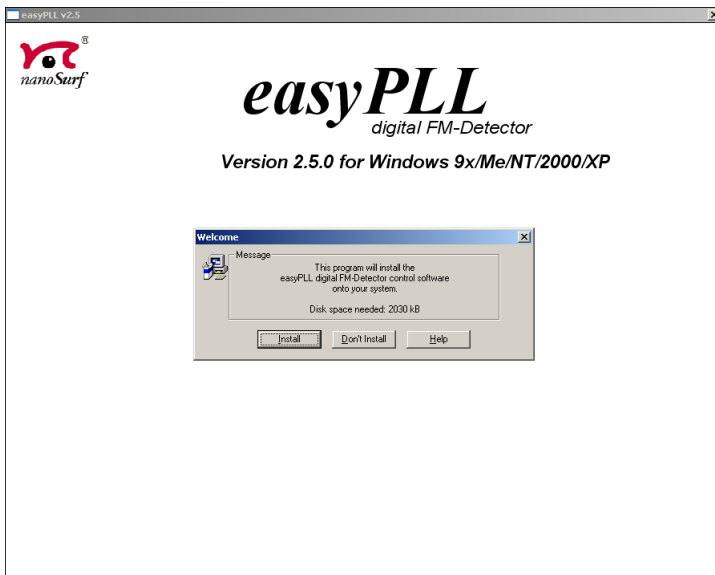 easyPLL v2.5
®
nanoSurf
easyPLL
digital FM-Detector
Version 2.5.0 for Windows 9x/Me/NT/2000/XP
Welcome
Message
This program will install the
easyPLL digital FM-Detector control software
onto your system.
Disk space needed: 2030 kB
Install
Don't Install
Help